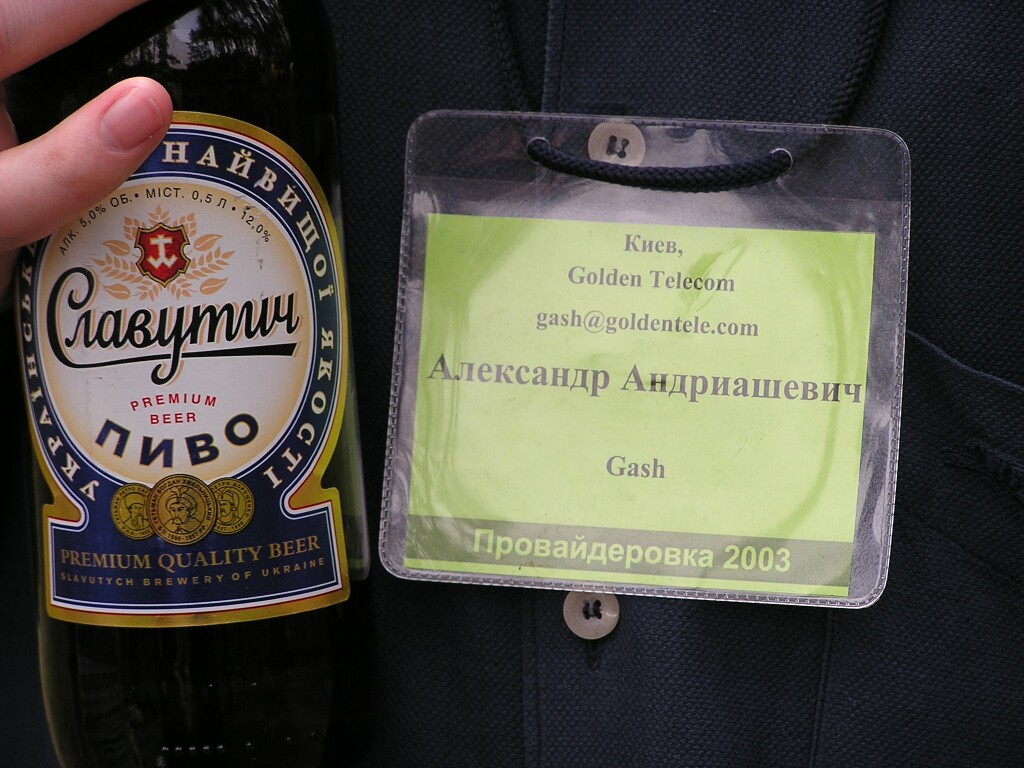 УКРАЇНСЬК НАЙВИЩОЇ ЯКОСТІ
АЛК. 5,0% ОБ. • МІСТ. 0,5 Л • 12,0%
Славутич
PREMIUM
BEER
ПИВО
PREMIUM QUALITY BEER
SLAVUTYCH BREWERY OF UKRAINE
Киев,
Golden Telecom
gash@goldentele.com
Александр Андриашевич
Gash
Провайдеровка 2003